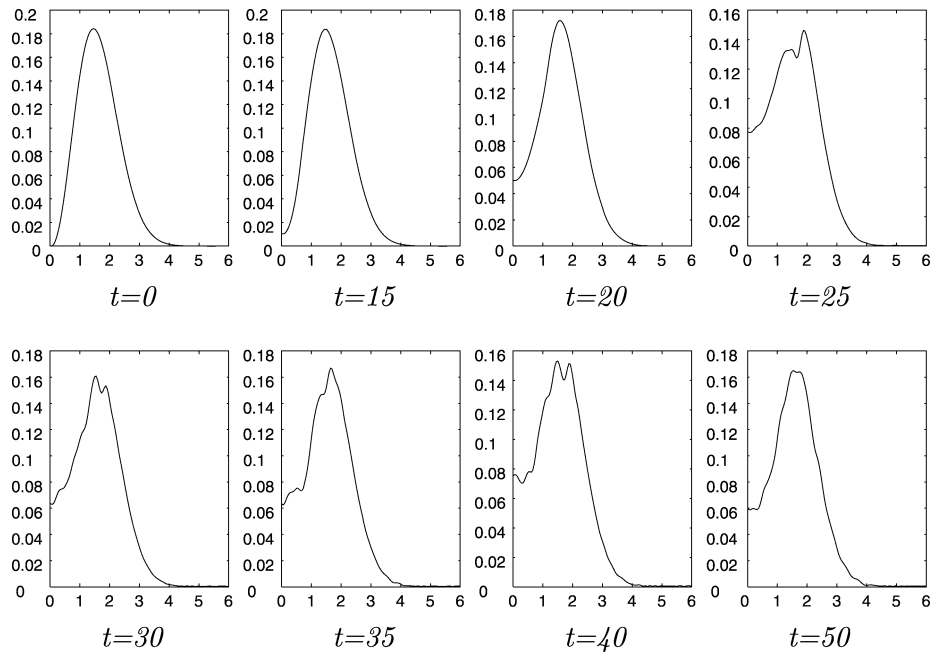 0.2 0.2 0.18 0.16
0.18 0.18 0.16 0.14
0.16 0.16 0.14 0.12
0.14 0.14 0.12 0.1
0.12 0.12 0.1 0.08
0.1 0.1 0.08 0.06
0.08 0.08 0.06 0.04
0.06 0.06 0.04 0.02
0.04 0.04 0.02
0.02 0.02
0 0 0 0
0 1 2 3 4 5 6 0 1 2 3 4 5 6 0 1 2 3 4 5 6 0 1 2 3 4 5 6
t=0 t=15 t=20 t=25
0.18 0.18 0.16 0.18
0.16 0.16 0.14 0.16
0.14 0.14 0.12 0.14
0.12 0.12 0.1 0.12
0.1 0.1 0.08 0.1
0.08 0.08 0.06 0.08
0.06 0.06 0.04 0.06
0.04 0.04 0.02 0.04
0.02 0.02 0.02
0 0 0 0
0 1 2 3 4 5 6 0 1 2 3 4 5 6 0 1 2 3 4 5 6 0 1 2 3 4 5 6
t=30 t=35 t=40 t=50